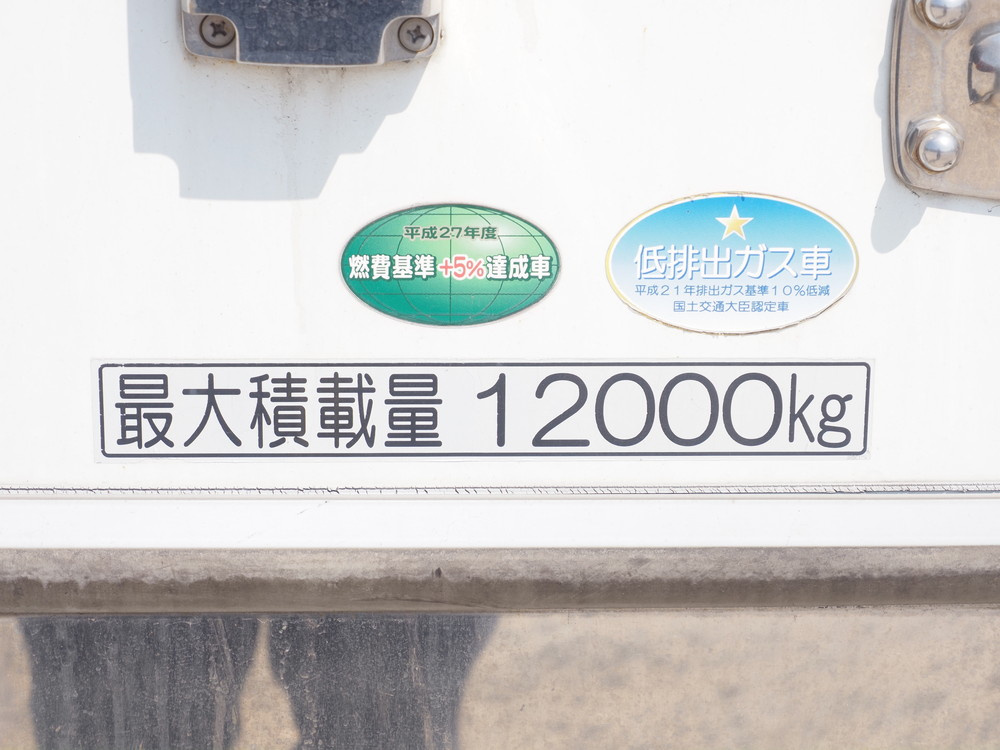 平成27年度
燃費基準+5%達成車
低排出ガス車
平成21年排出ガス基準10%低減
国土交通大臣認定車
最大積載量 12000kg